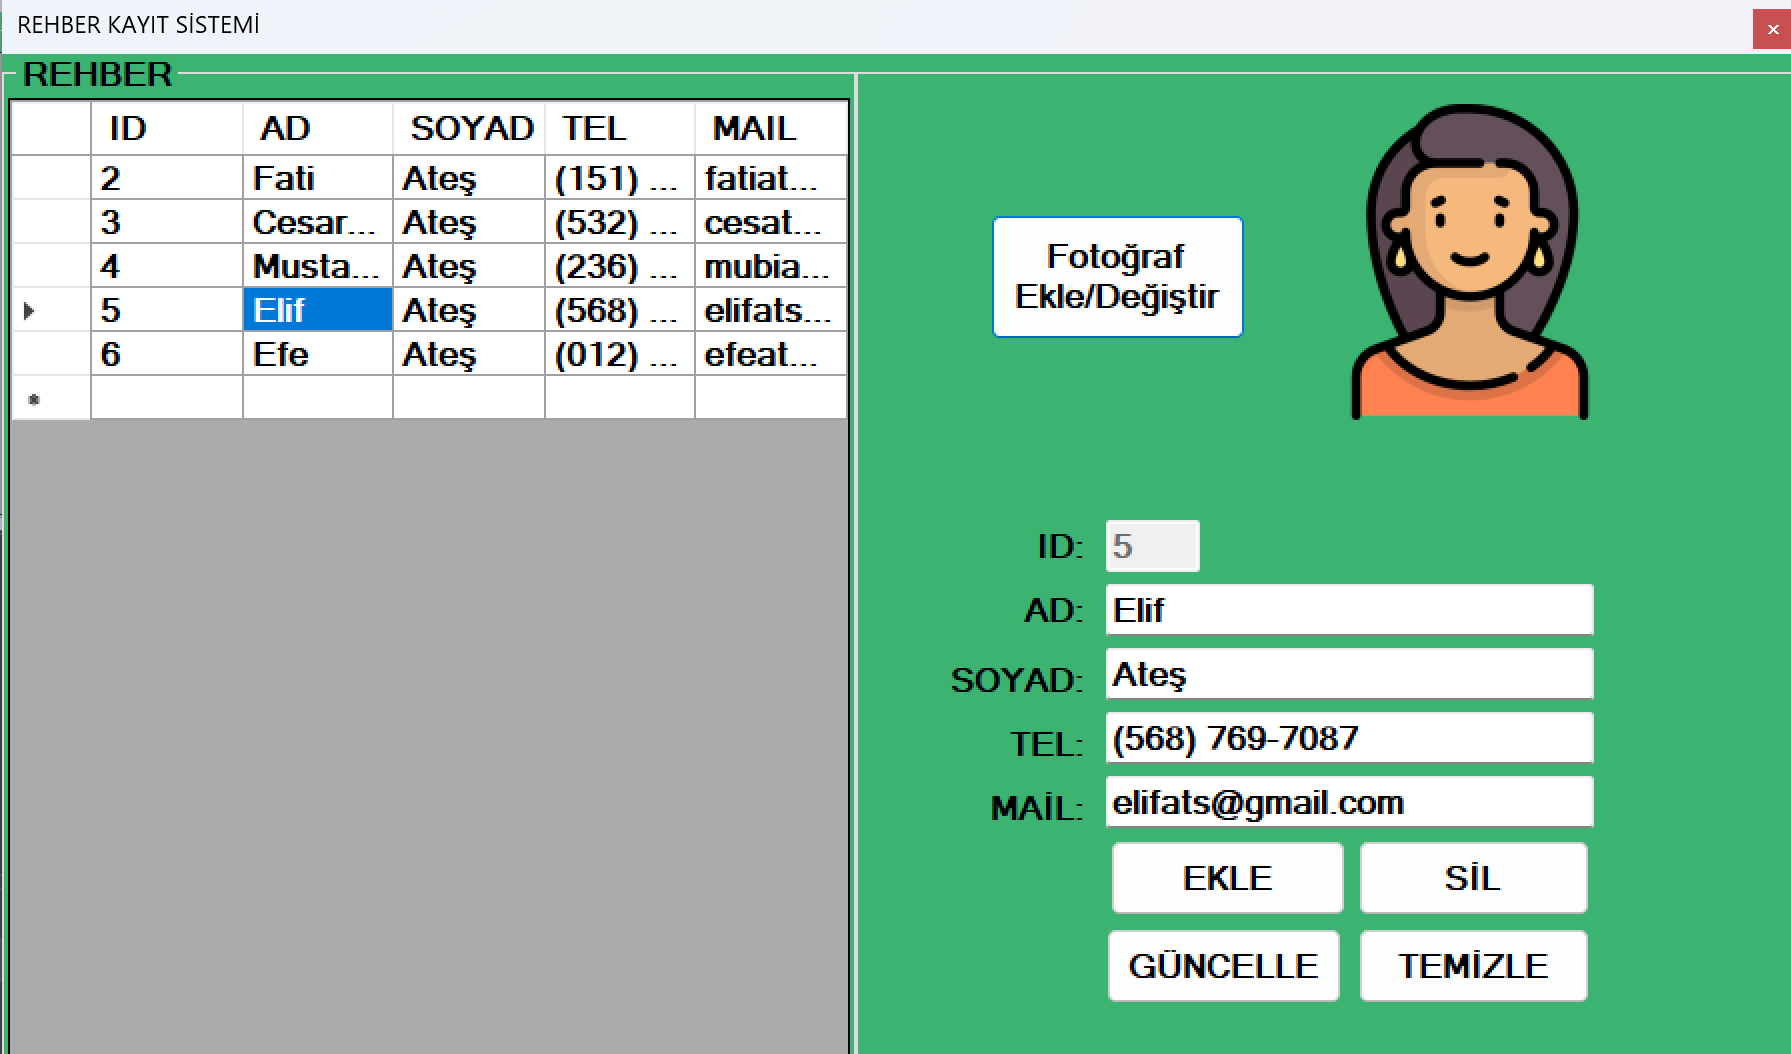 REHBER KAYIT SİSTEMİ
REHBER
ID AD SOYAD TEL MAIL
2 Fati Ateş (151) ... fatiat...
3 Cesar... Ateş (532) ... cesat...
4 Musta... Ateş (236) ... mubia...
5 Elif Ateş (568) ... elifats...
6 Efe Ateş (012) ... efeat...
Fotoğraf
Ekle/Değiştir
ID: 5
AD: Elif
SOYAD: Ateş
TEL: (568) 769-7087
MAİL: elifats@gmail.com
EKLE SİL
GÜNCELLE TEMİZLE